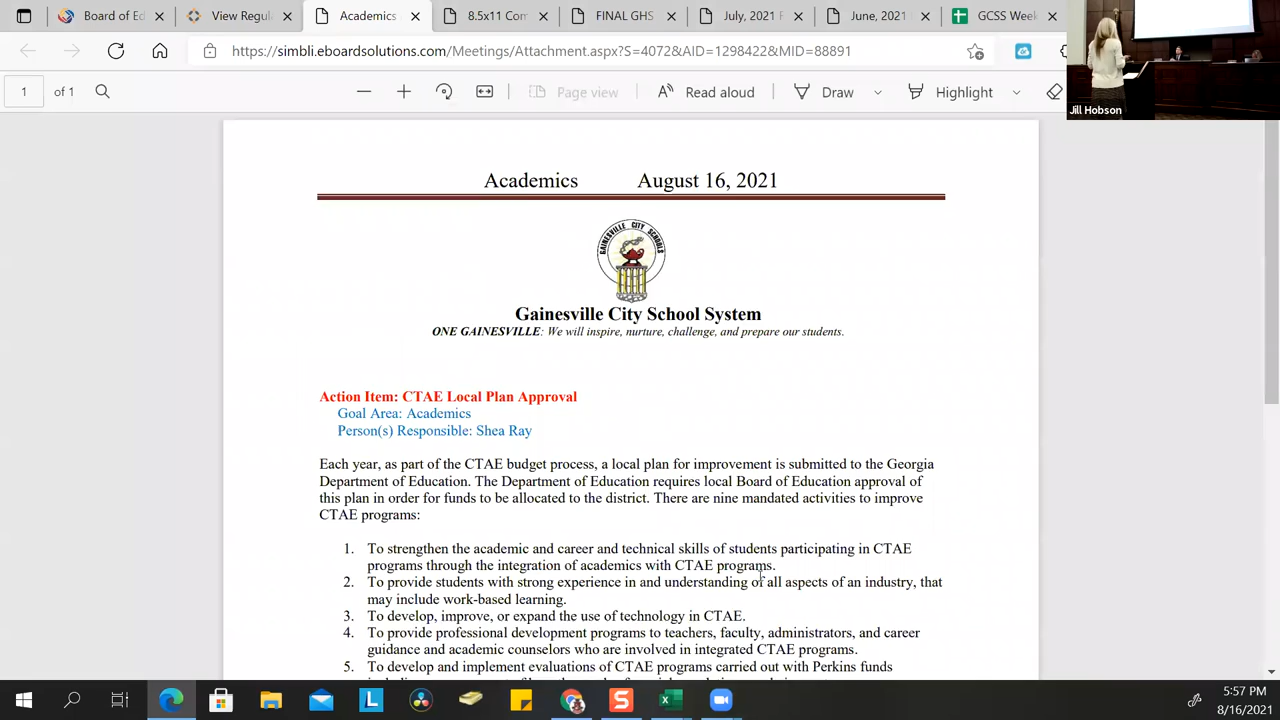 Board of Ed
View Regul
Academics
8.5x11 Com
FINAL GHS
July, 2021 F
June, 2021
GCSS Week
https://simbli.eboardsolutions.com/Meetings/Attachment.aspx?S=4072&AID=1298422&MID=88891
1 of 1
Page view
Read aloud
Draw
Highlight
Jill Hobson
Academics August 16, 2021
GAINESVILLE CITY SCHOOLS
Gainesville City School System
ONE GAINESVILLE: We will inspire, nurture, challenge, and prepare our students.
Action Item: CTAE Local Plan Approval
Goal Area: Academics
Person(s) Responsible: Shea Ray
Each year, as part of the CTAE budget process, a local plan for improvement is submitted to the Georgia
Department of Education. The Department of Education requires local Board of Education approval of
this plan in order for funds to be allocated to the district. There are nine mandated activities to improve
CTAE programs:
1. To strengthen the academic and career and technical skills of students participating in CTAE
programs through the integration of academics with CTAE programs.
2. To provide students with strong experience in and understanding of all aspects of an industry, that
may include work-based learning.
3. To develop, improve, or expand the use of technology in CTAE.
4. To provide professional development programs to teachers, faculty, administrators, and career
guidance and academic counselors who are involved in integrated CTAE programs.
5. To develop and implement evaluations of CTAE programs carried out with Perkins funds
5:57 PM
8/16/2021